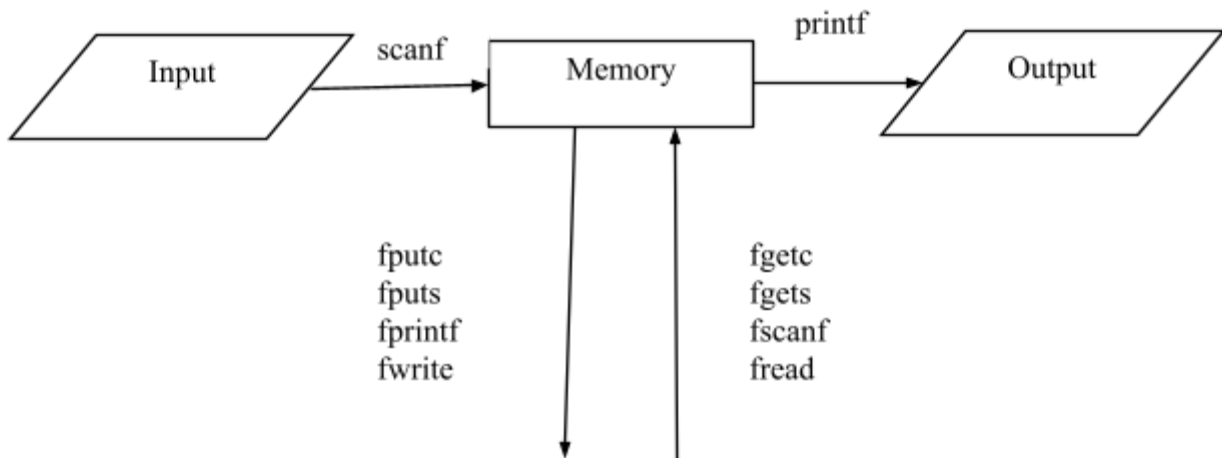 printf
scanf
Input
Memory
Output
fputc
fputs
fprintf
fwrite
fgetc
fgets
fscanf
fread